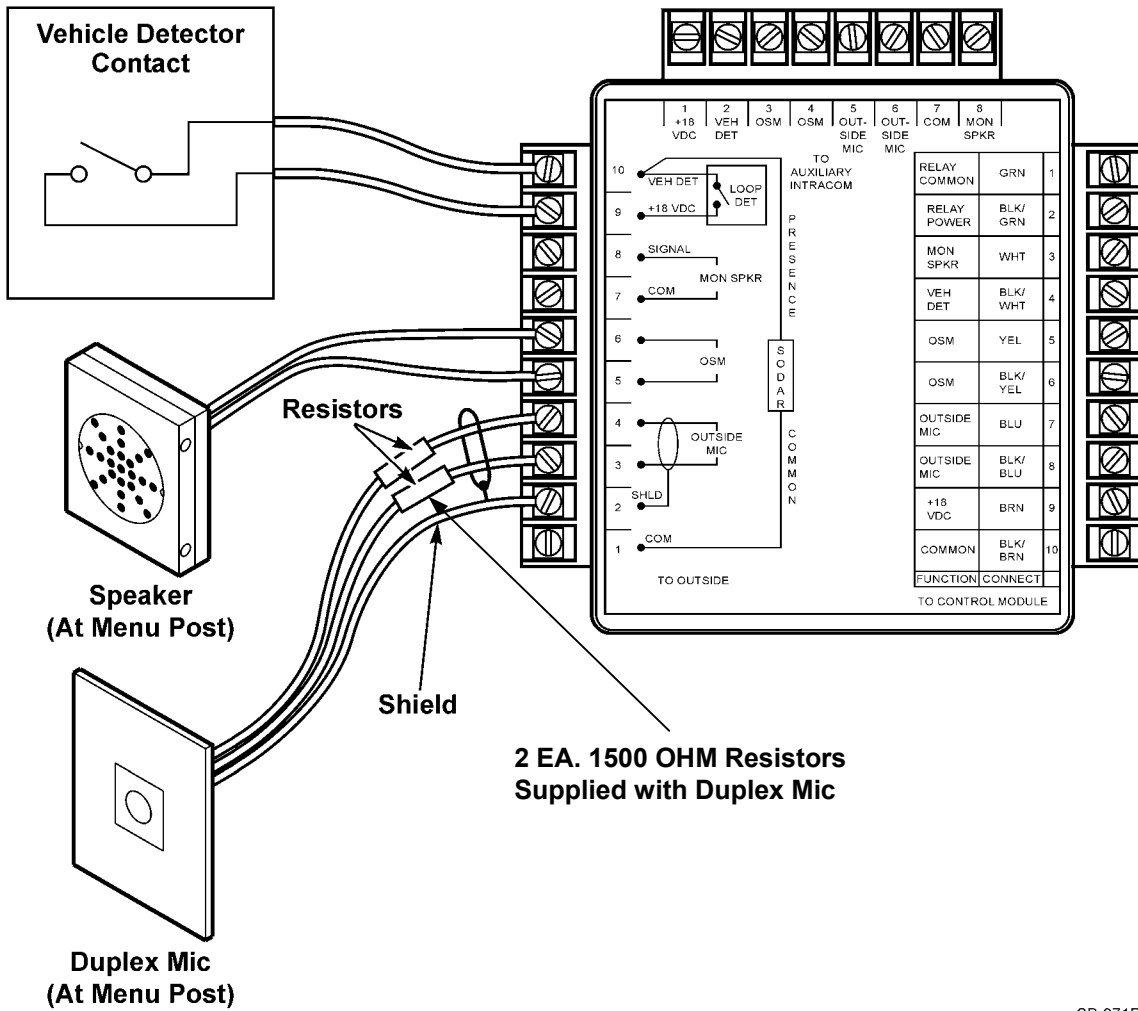 Vehicle Detector
Contact
1 2 3 4 5 6 7 8
+18 VEH OSM OSM OUT- OUT- COM MON
VDC DET SIDE SIDE SPKR
MIC MIC
TO
AUXILIARY
INTRACOM
10 VEH DET
LOOP
DET
9 +18 VDC
8 SIGNAL
MON SPKR
7 COM
6
OSM
5
4
OUTSIDE
MIC
3
SHLD
2
COM
1
PRESENCE
SODAR
COMMON
TO OUTSIDE
RELAY COMMON GRN 1
RELAY POWER BLK/ GRN 2
MON SPKR WHT 3
VEH DET BLK/ WHT 4
OSM YEL 5
OSM BLK/ YEL 6
OUTSIDE MIC BLU 7
OUTSIDE MIC BLK/ BLU 8
+18 VDC BRN 9
COMMON BLK/ BRN 10
FUNCTION CONNECT
TO CONTROL MODULE
Resistors
Speaker
(At Menu Post)
Shield
2 EA. 1500 OHM Resistors
Supplied with Duplex Mic
Duplex Mic
(At Menu Post)